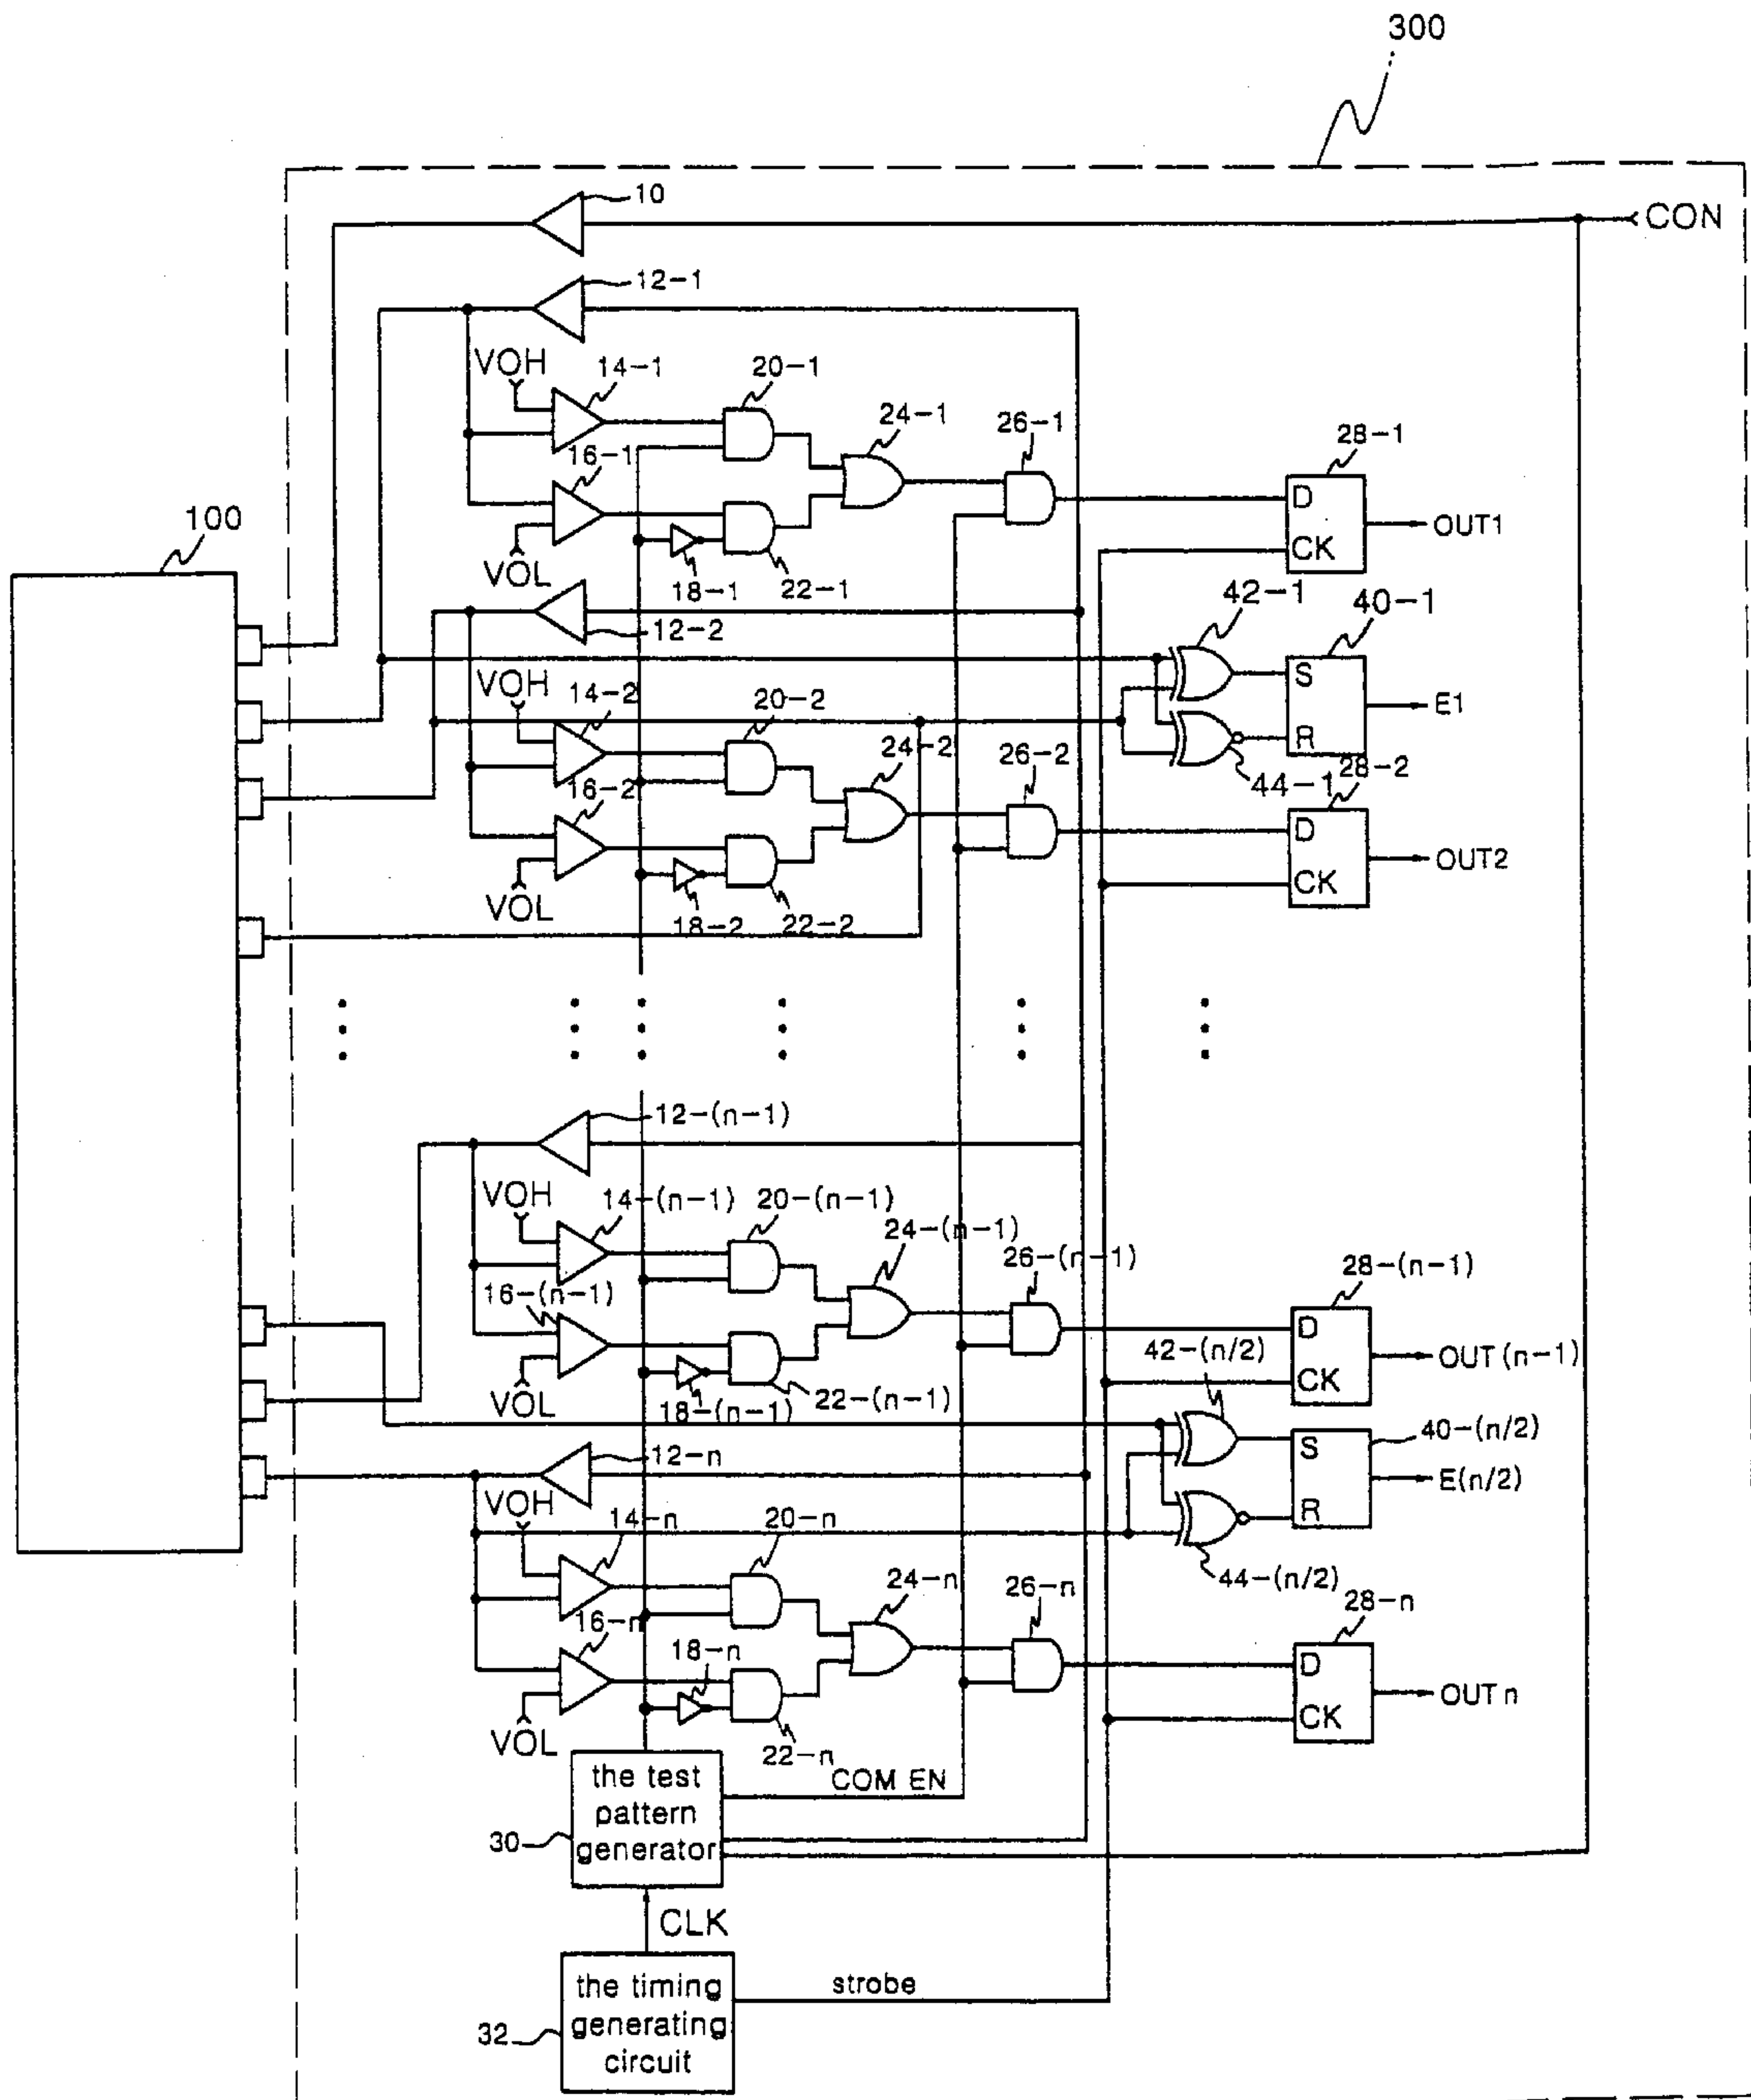 300
10
CON
12-1
VOH
14-1
20-1
24-1
26-1
28-1
16-1
D
CK
OUT1
100
VOL
18-1
22-1
42-1
40-1
12-2
VOH
14-2
20-2
S
R
E1
24-2
26-2
44-1
28-2
16-2
D
CK
OUT2
VOL
18-2
22-2
12-(n-1)
VOH
14-(n-1)
20-(n-1)
24-(n-1)
26-(n-1)
28-(n-1)
16-(n-1)
D
CK
OUT(n-1)
42-(n/2)
VOL
18-(n-1)
22-(n-1)
40-(n/2)
12-n
S
R
E(n/2)
VOH
14-n
20-n
24-n
26-n
44-(n/2)
28-n
16-n
18-n
D
CK
OUTn
VOL
22-n
the test
pattern
generator
COM EN
30
CLK
the timing
generating
circuit
strobe
32